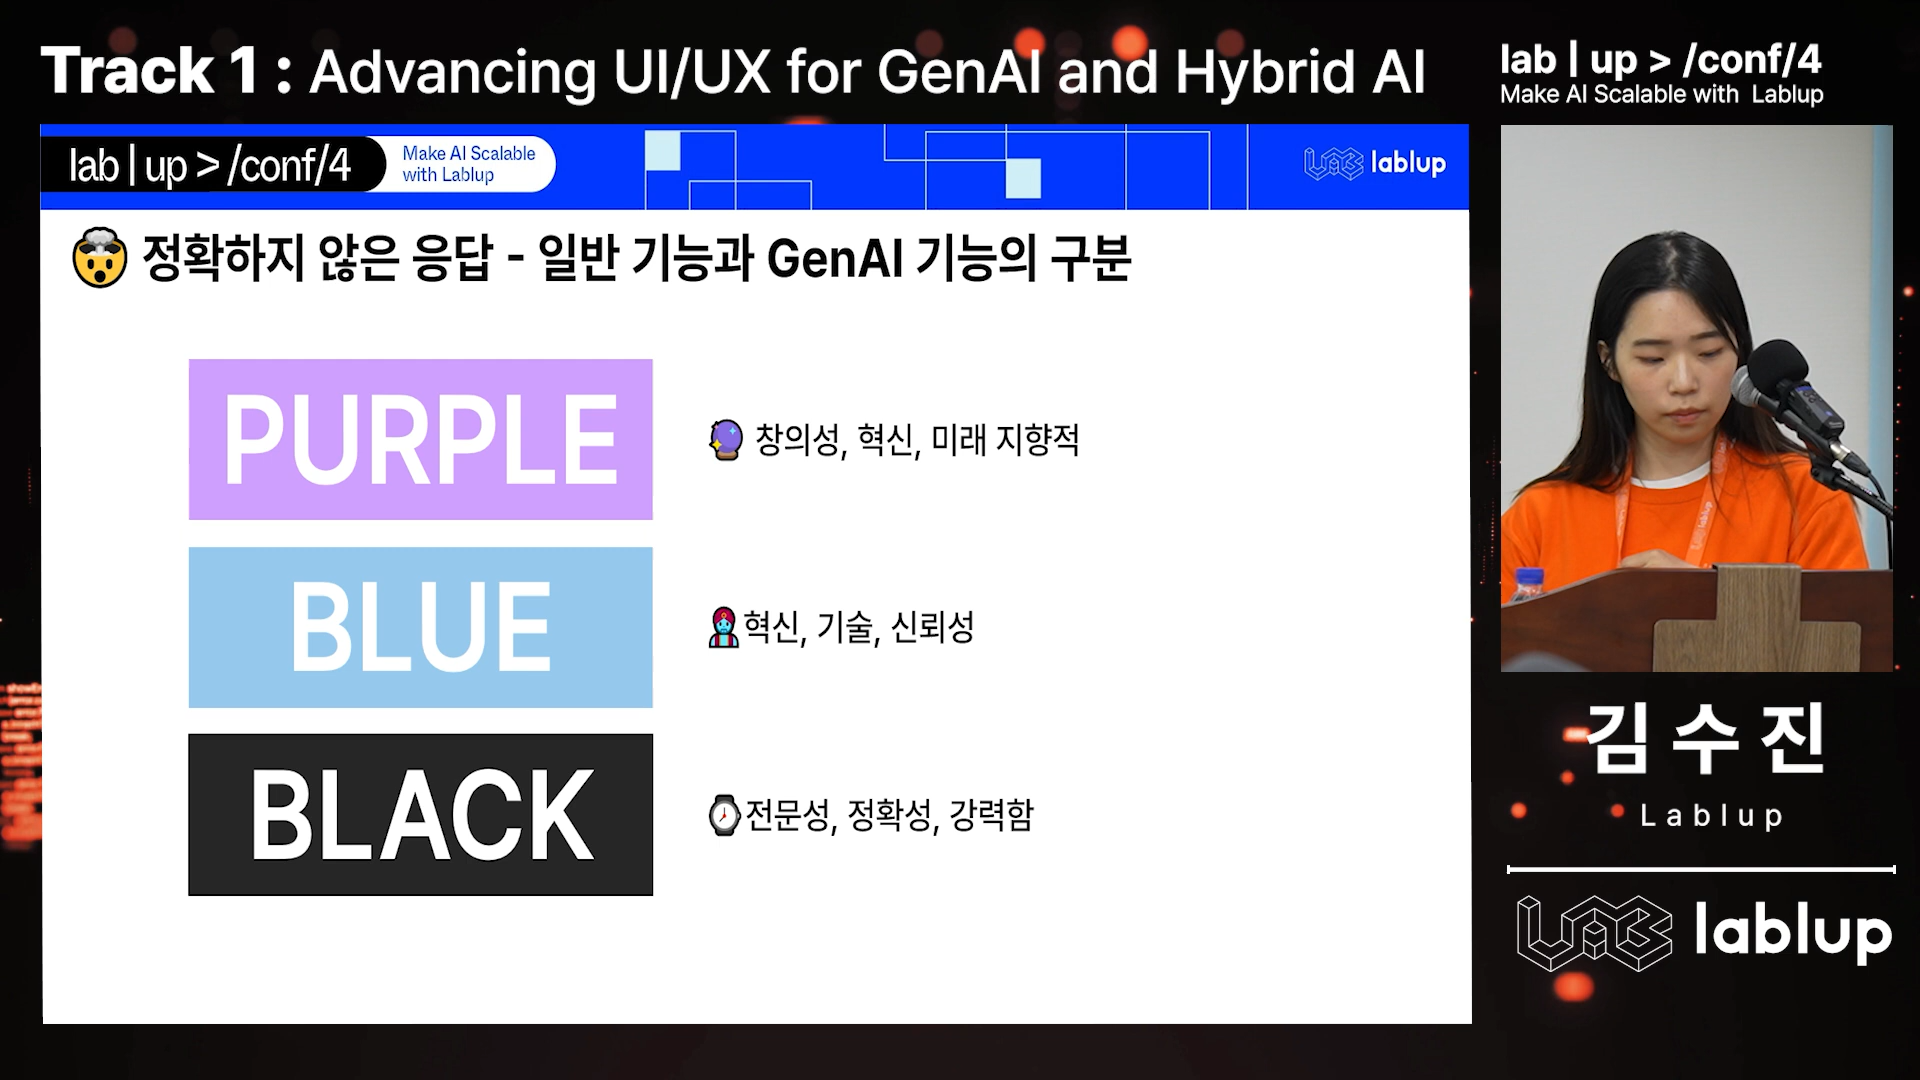 Track 1 : Advancing UI/UX for GenAI and Hybrid AI
lab | up > /conf/4
Make AI Scalable with Lablup
lab | up > /conf/4
Make AI Scalable
with Lablup
lablup
정확하지 않은 응답 - 일반 기능과 GenAI 기능의 구분
PURPLE
창의성, 혁신, 미래 지향적
BLUE
혁신, 기술, 신뢰성
BLACK
전문성, 정확성, 강력함
김수진
Lablup
lablup